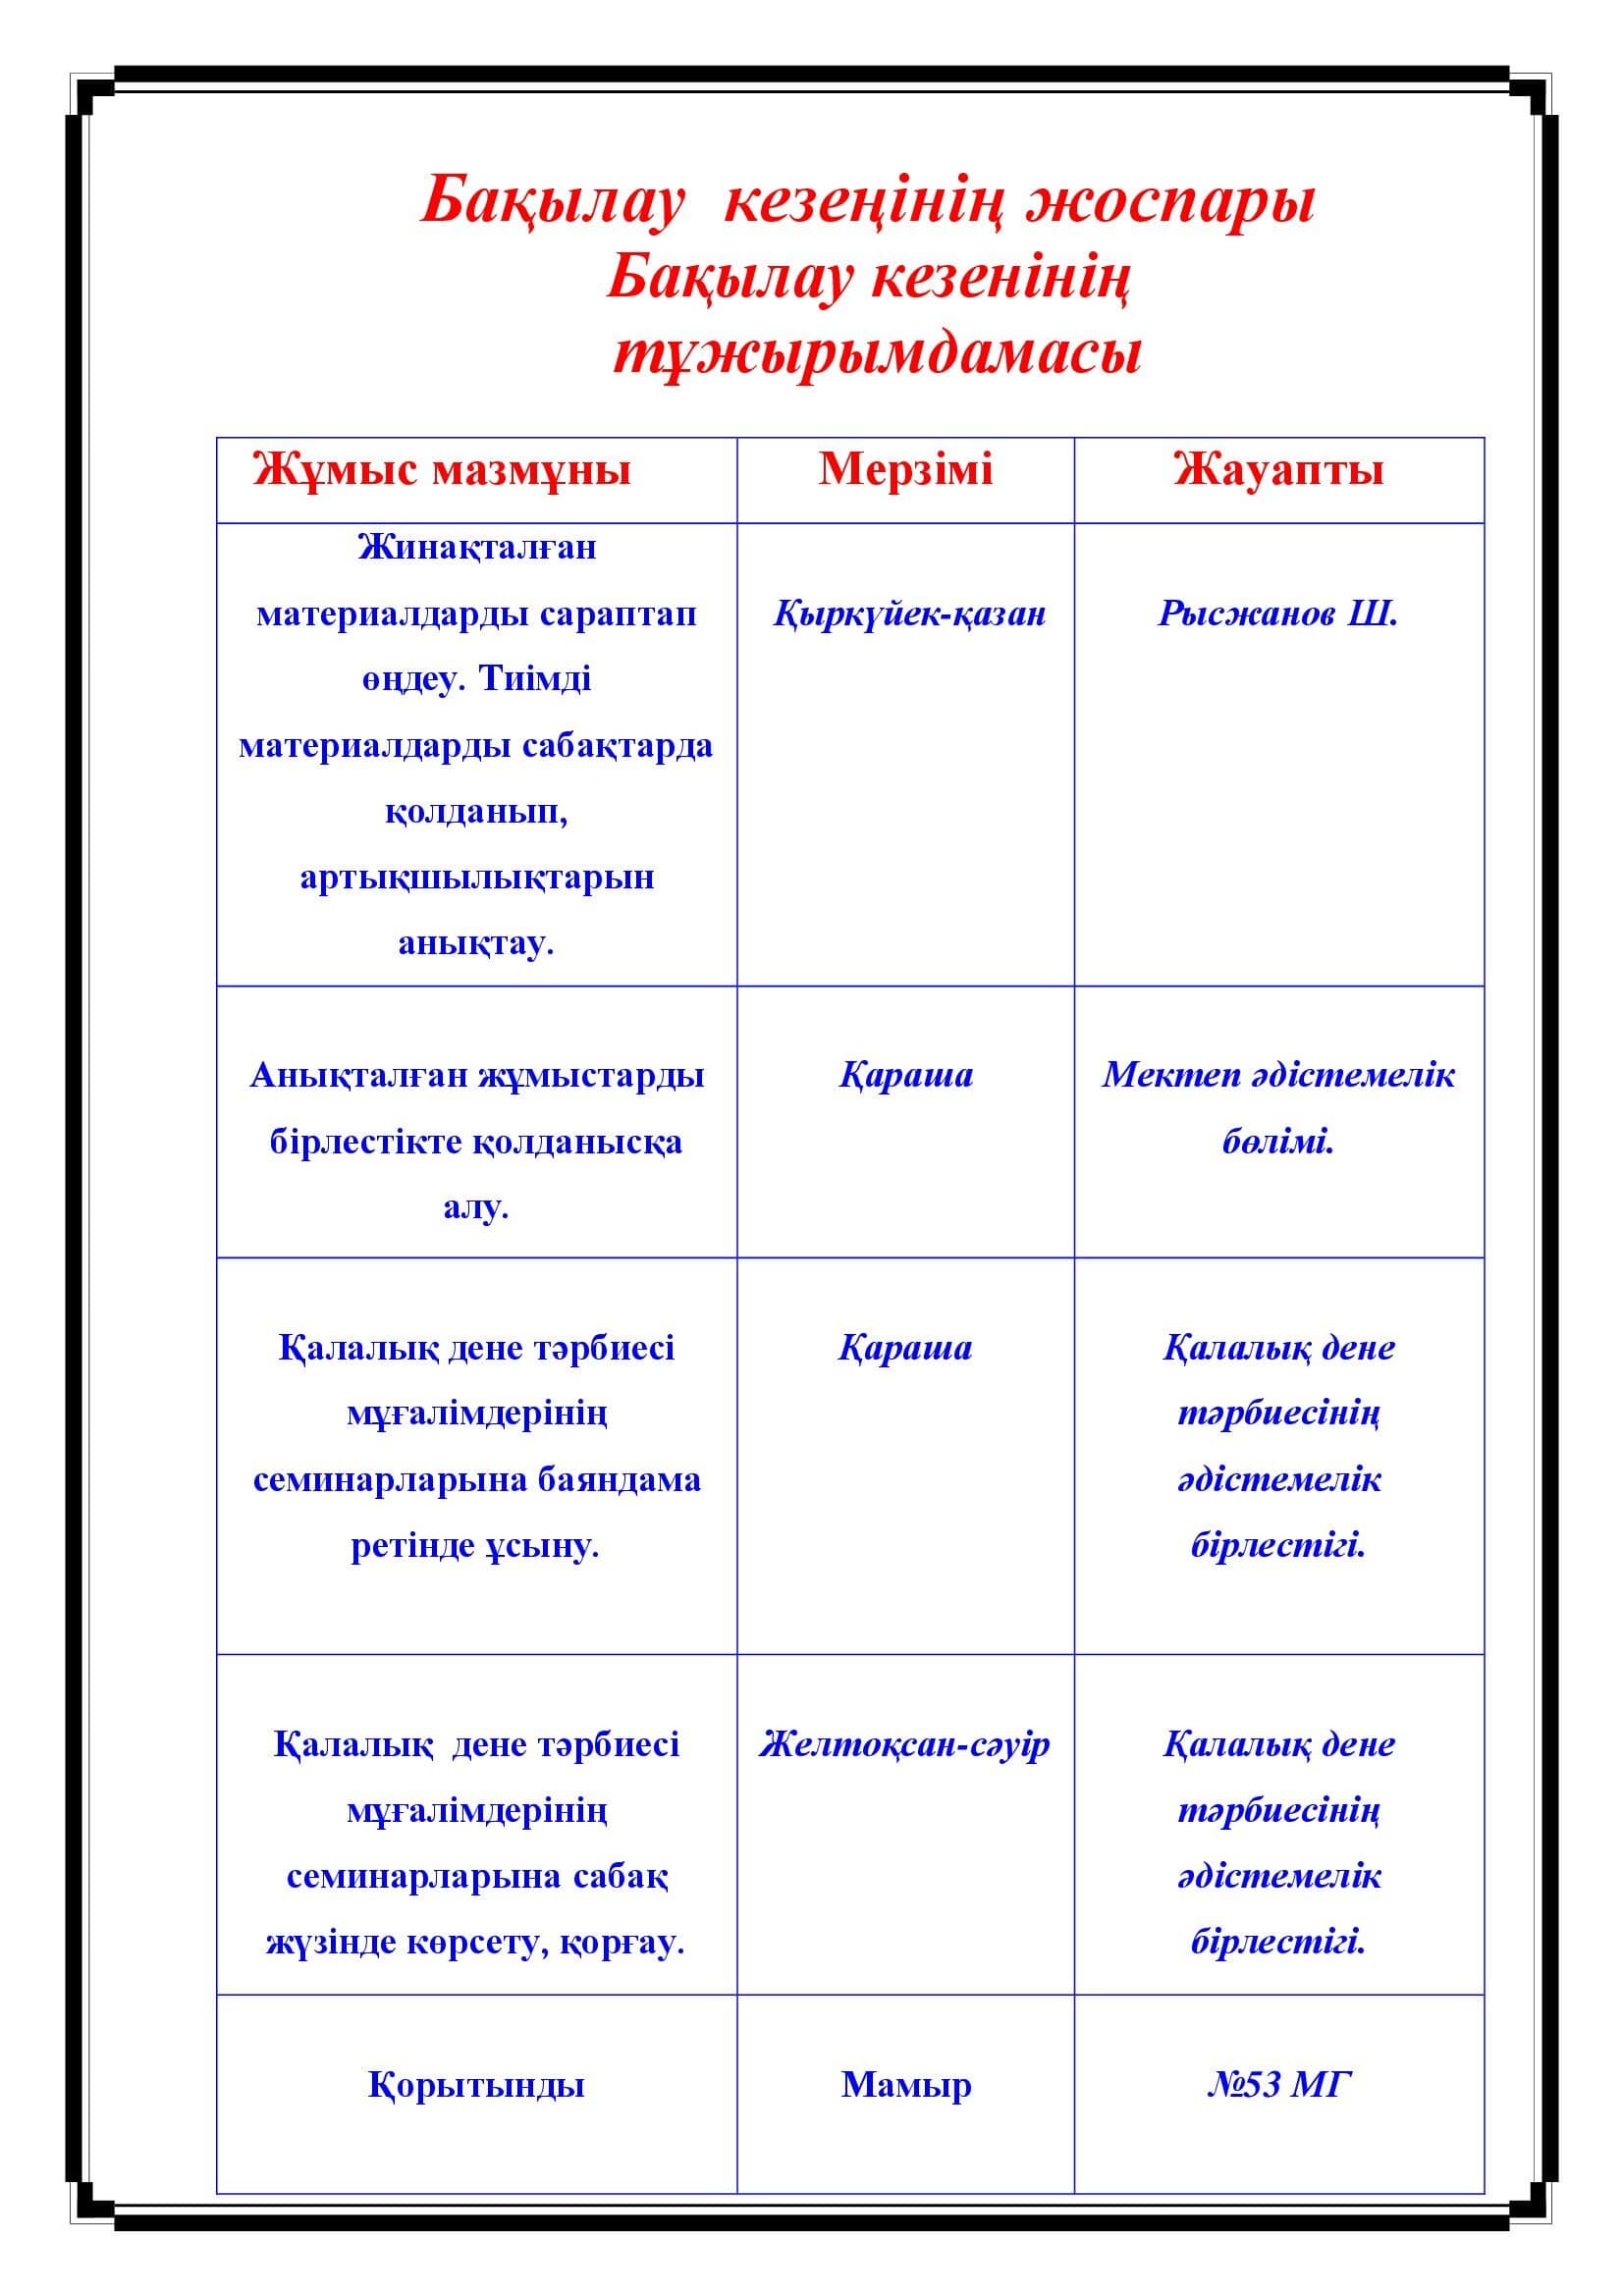 Бақылау кезеңінің жоспары
Бақылау кезенінің
тұжырымдамасы
Жұмыс мазмұны
Мерзімі
Жауапты
Жинақталған
материалдарды сараптап
өңдеу. Тиімді
материалдарды сабақтарда
қолданып,
артықшылықтарын
анықтау.
Қыркүйек-қазан
Рысжанов Ш.
Анықталған жұмыстарды
бірлестікте қолданысқа
алу.
Қараша
Мектеп әдістемелік
бөлімі.
Қалалық дене тәрбиесі
мұғалімдерінің
семинарларына баяндама
ретінде ұсыну.
Қараша
Қалалық дене
тәрбиесінің
әдістемелік
бірлестігі.
Қалалық дене тәрбиесі
мұғалімдерінің
семинарларына сабақ
жүзінде көрсету, қорғау.
Желтоқсан-сәуір
Қалалық дене
тәрбиесінің
әдістемелік
бірлестігі.
Қорытынды
Мамыр
№53 МГ